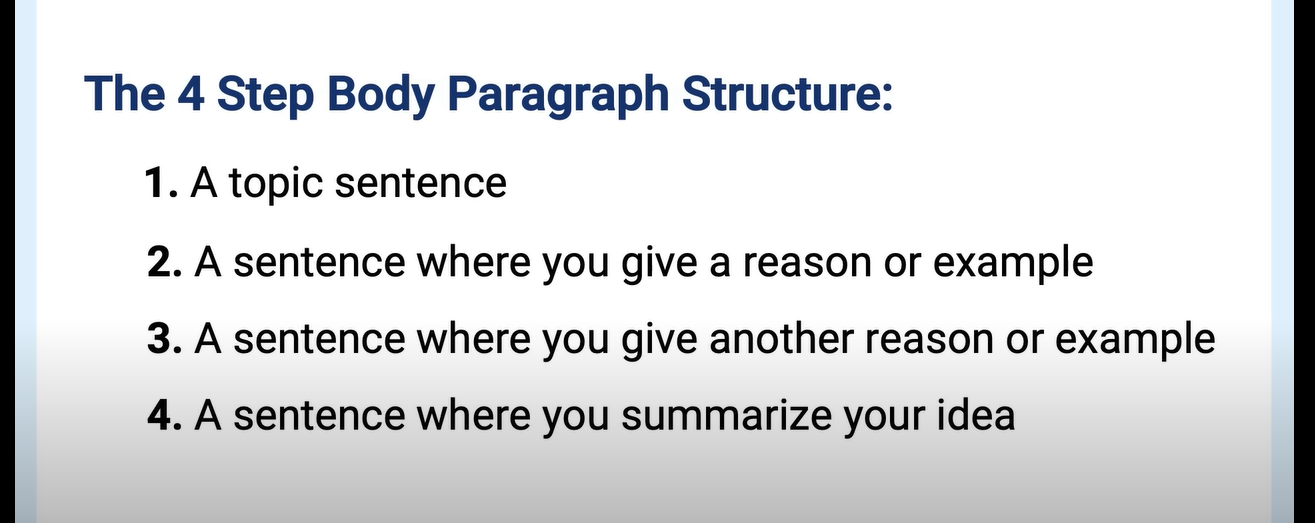 The 4 Step Body Paragraph Structure:
1. A topic sentence
2. A sentence where you give a reason or example
3. A sentence where you give another reason or example
4. A sentence where you summarize your idea